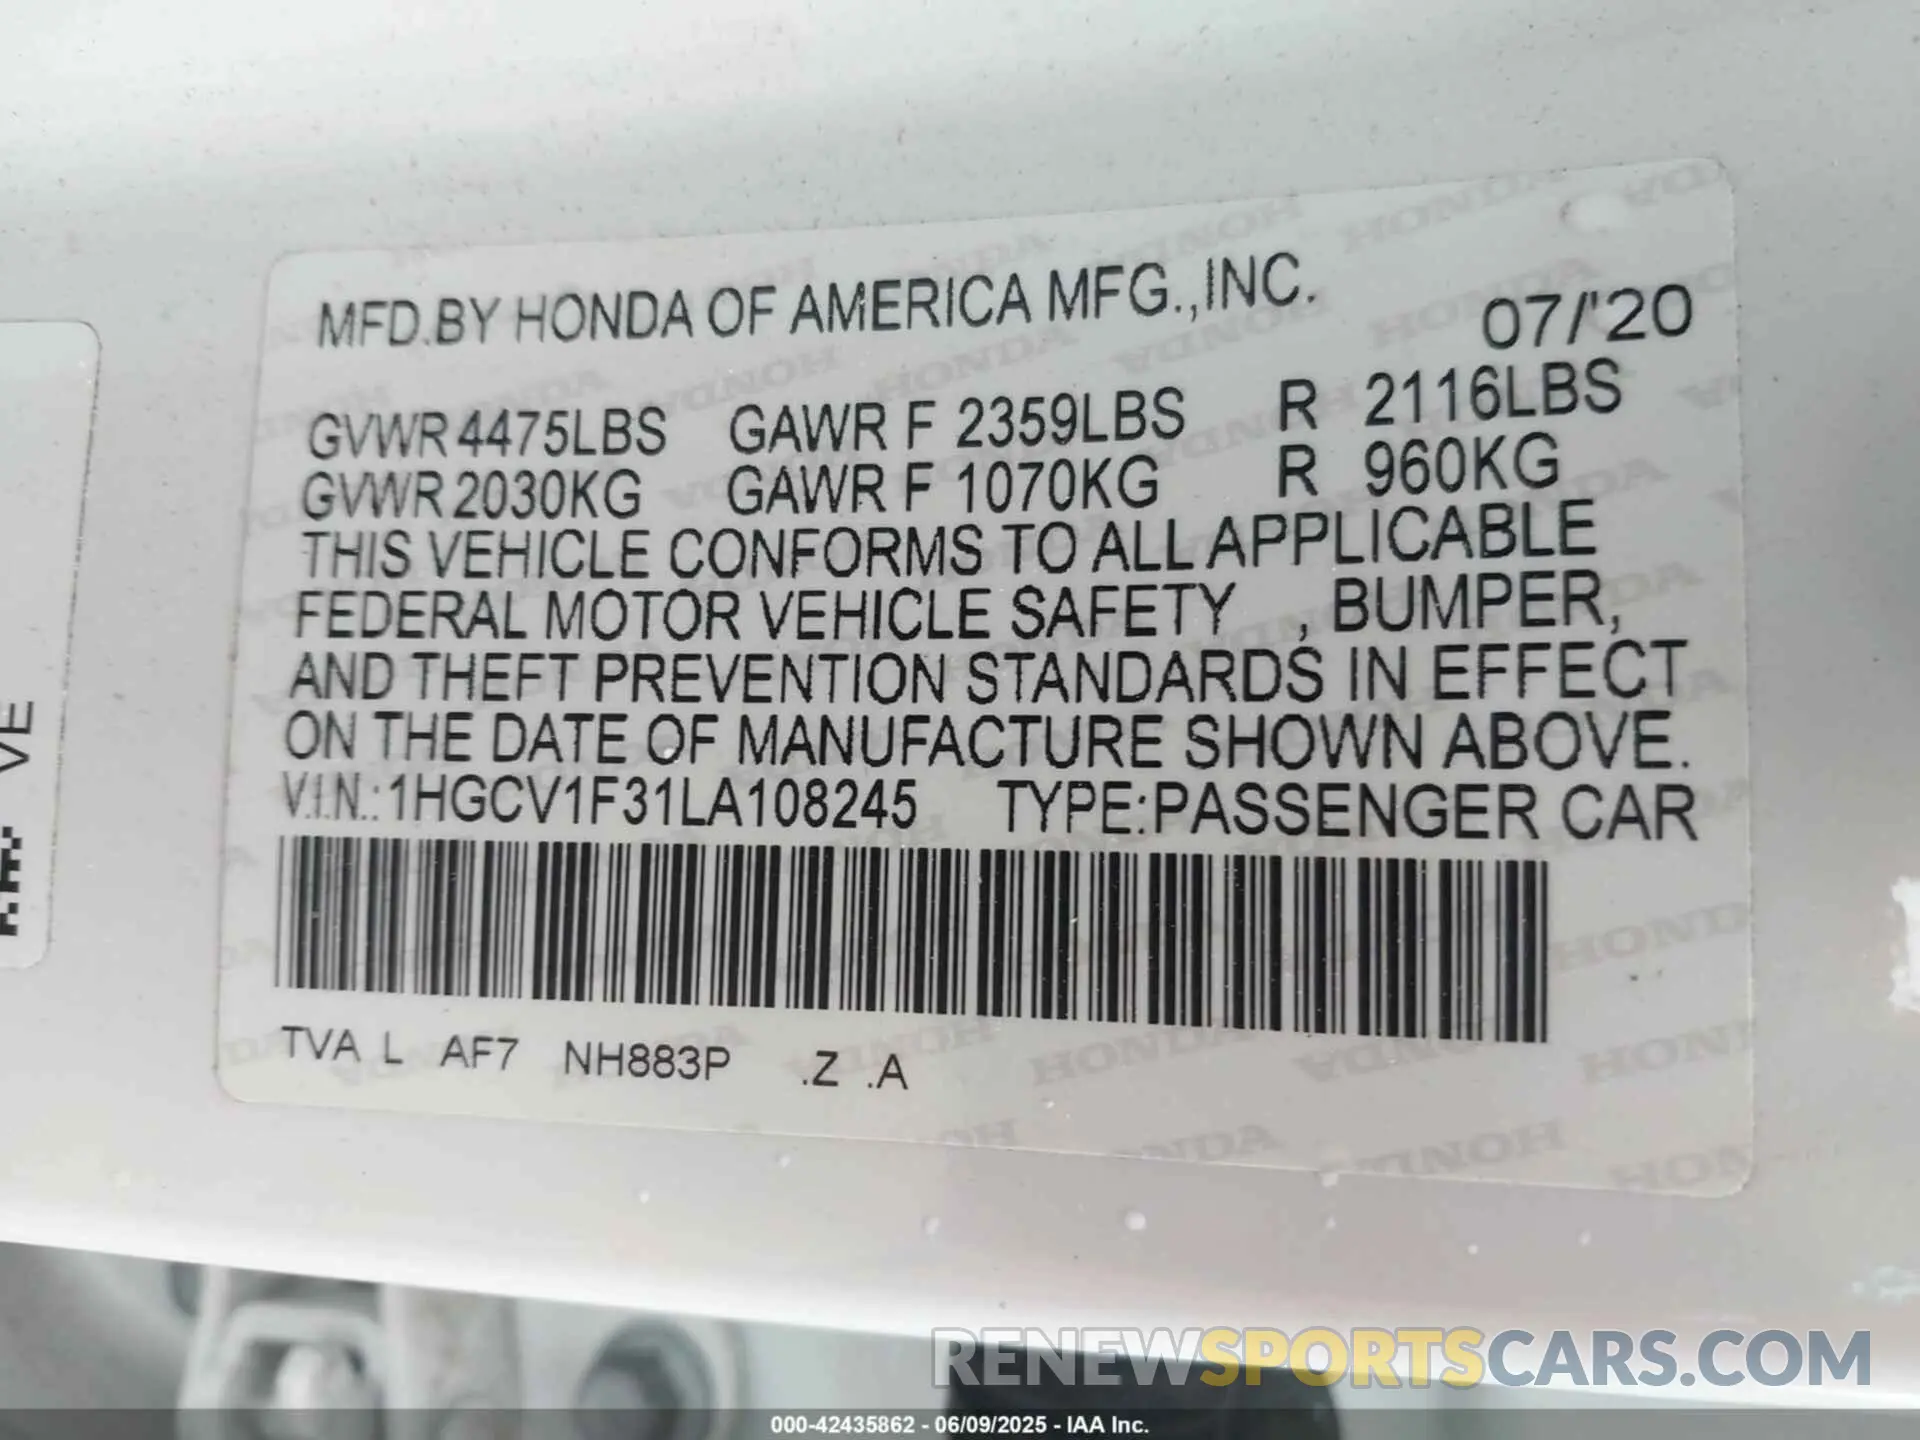 MFD.BY HONDA OF AMERICA MFG.,INC. 07/'20
GVWR 4475LBS GAWR F 2359LBS R 2116LBS
GVWR 2030KG GAWR F 1070KG R 960KG
THIS VEHICLE CONFORMS TO ALL APPLICABLE
FEDERAL MOTOR VEHICLE SAFETY , BUMPER,
AND THEFT PREVENTION STANDARDS IN EFFECT
ON THE DATE OF MANUFACTURE SHOWN ABOVE.
V.I.N.:1HGCV1F31LA108245 TYPE:PASSENGER CAR
TVA L AF7 NH883P .Z .A
VE
RENEWSPORTSCARS.COM
000-42435862 - 06/09/2025 - IAA Inc.